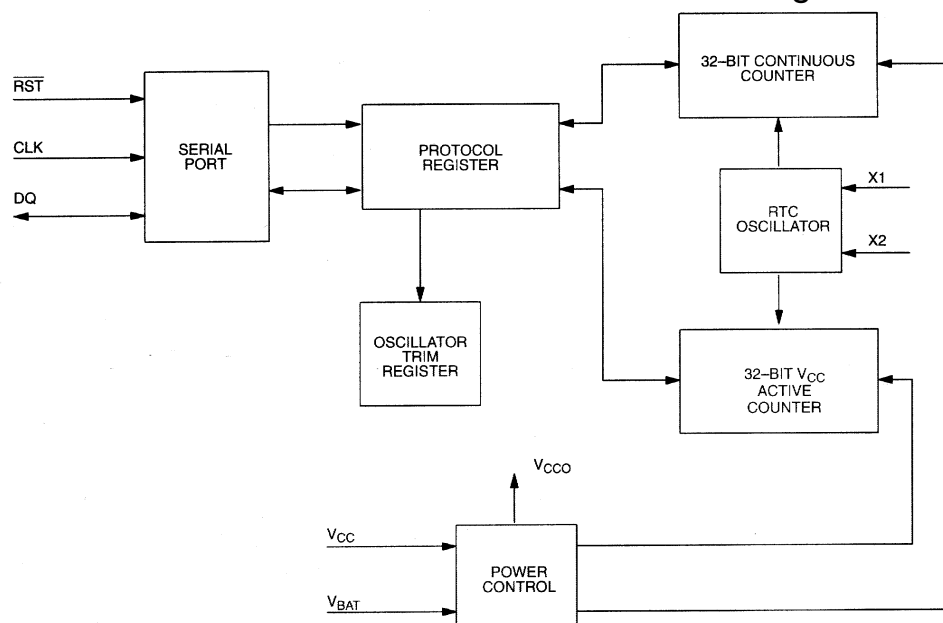 32–BIT CONTINUOUS
COUNTER
RST
CLK
DQ
SERIAL
PORT
PROTOCOL
REGISTER
X1
RTC
OSCILLATOR
X2
OSCILLATOR
TRIM
REGISTER
32–BIT VCC
ACTIVE
COUNTER
VCCO
VCC
POWER
CONTROL
VBAT